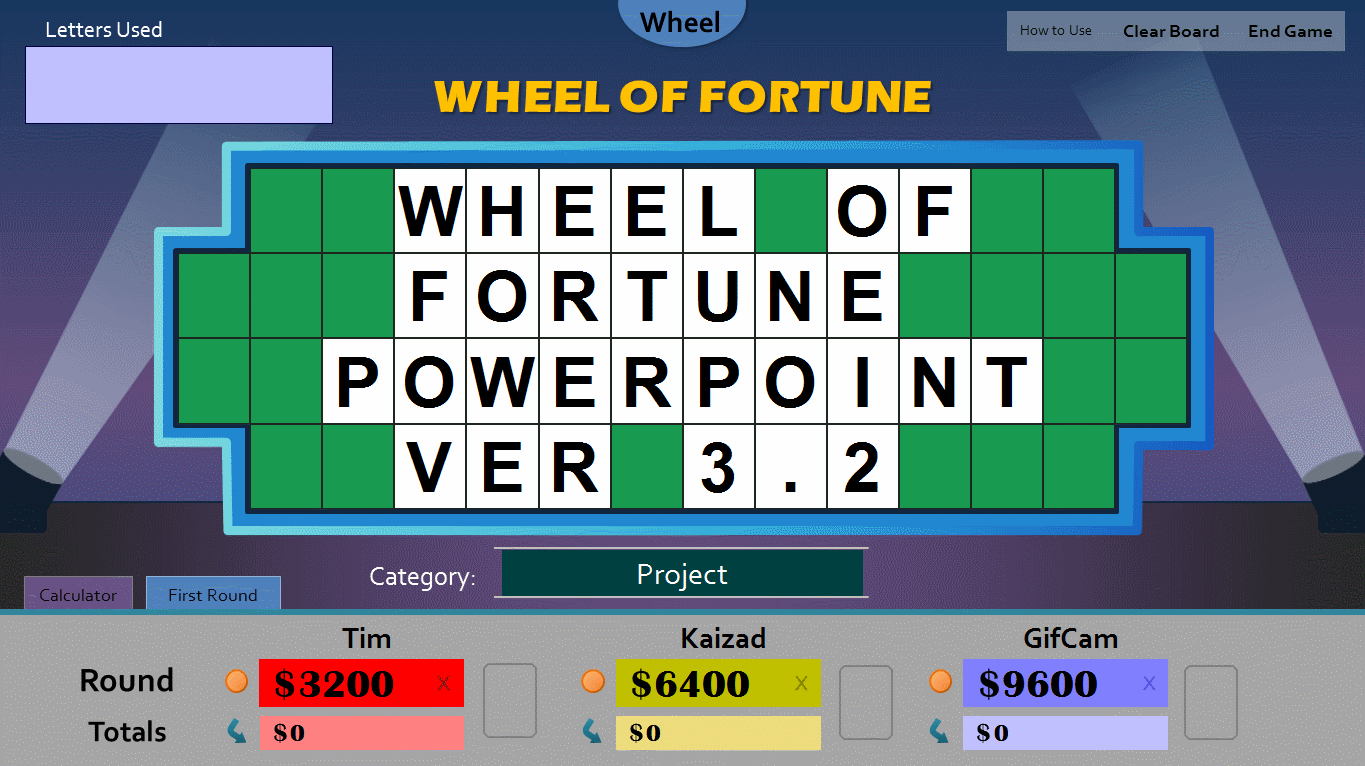 Letters Used
Wheel
How to Use Clear Board End Game
WHEEL OF FORTUNE
WHEEL OF
FORTUNE
POWERPOINT
VER 3.2
Category: Project
Calculator First Round
Tim Kaizad GifCam
Round $3200 X $6400 X $9600 X
Totals $0 $0 $0